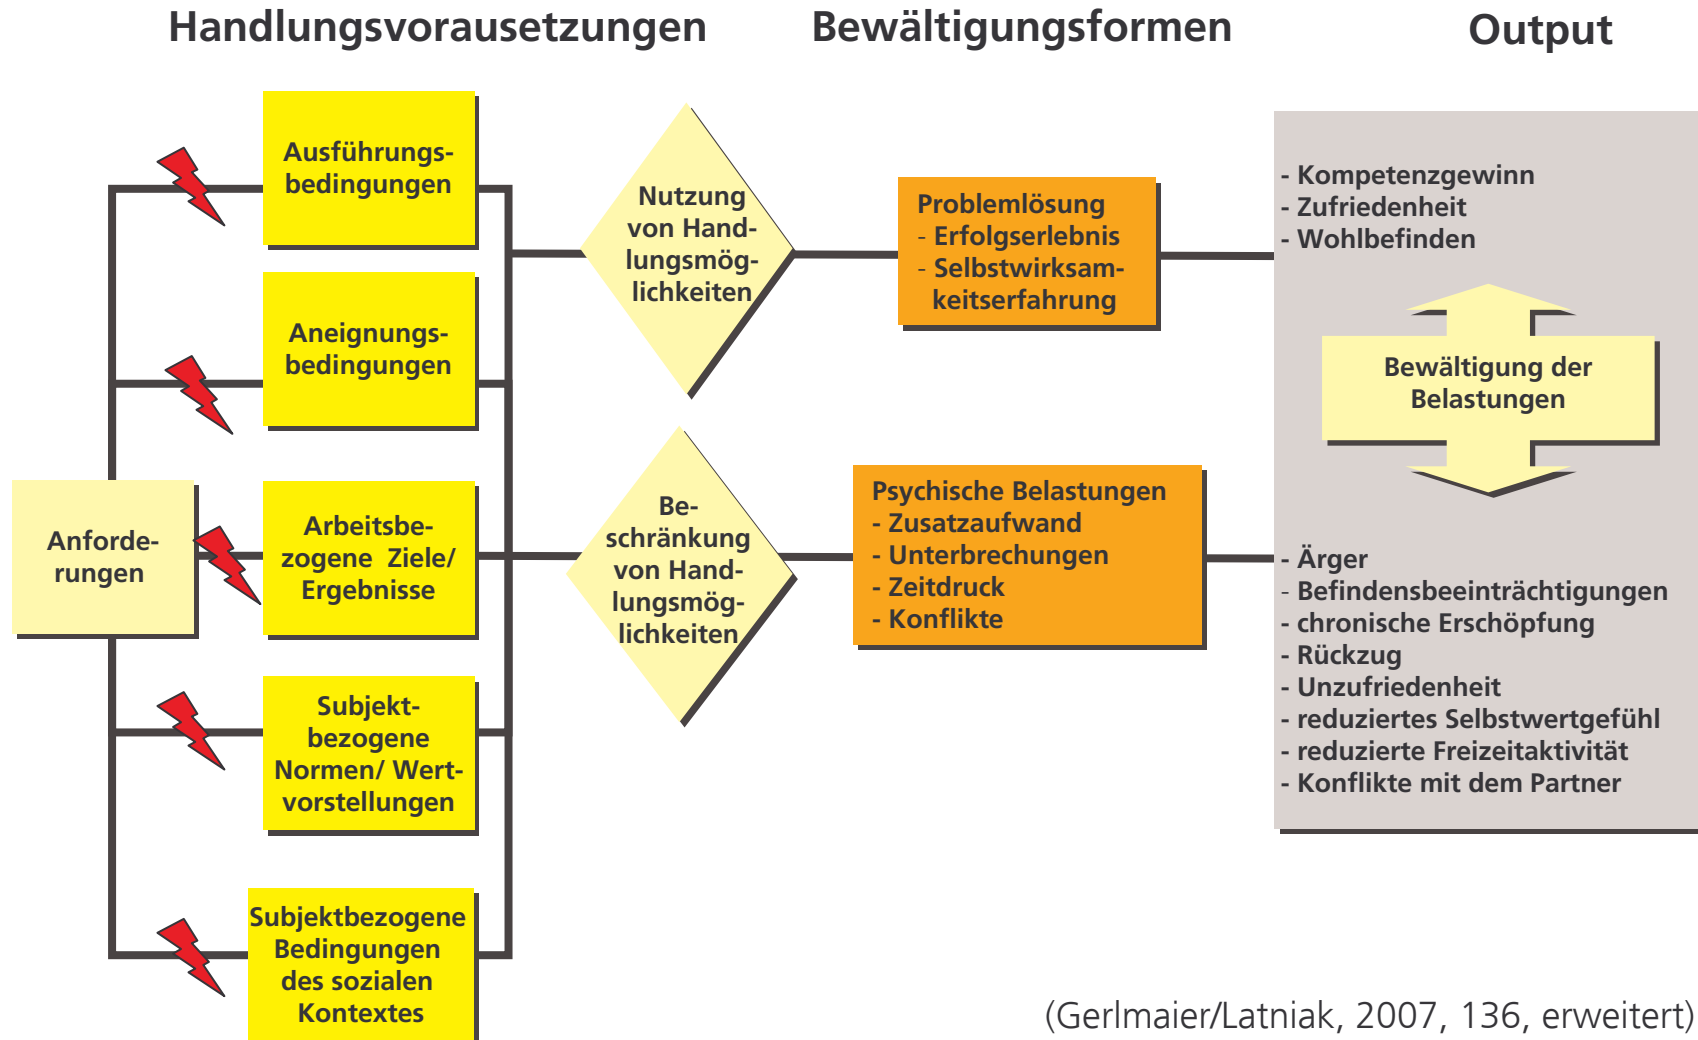 Handlungsvorausetzungen
Bewältigungsformen
Output
Anforde-
rungen
Ausführungs-
bedingungen
Aneignungs-
bedingungen
Arbeitsbe-
zogene Ziele/
Ergebnisse
Subjekt-
bezogene
Normen/ Wert-
vorstellungen
Subjektbezogene
Bedingungen
des sozialen
Kontextes
Nutzung
von Hand-
lungsmög-
lichkeiten
Be-
schränkung
von Hand-
lungsmög-
lichkeiten
Problemlösung
- Erfolgserlebnis
- Selbstwirksam-
keitserfahrung
Psychische Belastungen
- Zusatzaufwand
- Unterbrechungen
- Zeitdruck
- Konflikte
- Kompetenzgewinn
- Zufriedenheit
- Wohlbefinden
Bewältigung der
Belastungen
- Ärger
- Befindensbeeinträchtigungen
- chronische Erschöpfung
- Rückzug
- Unzufriedenheit
- reduziertes Selbstwertgefühl
- reduzierte Freizeitaktivität
- Konflikte mit dem Partner
(Gerlmaier/Latniak, 2007, 136, erweitert)